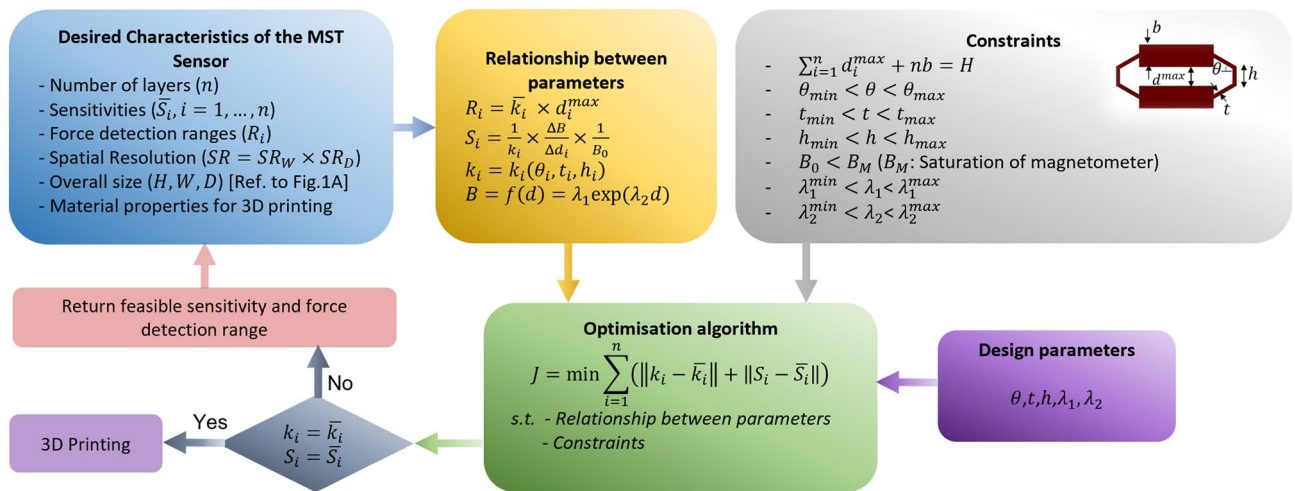 Desired Characteristics of the MST
Sensor
- Number of layers (n)
- Sensitivities (S̅ᵢ, i = 1, ..., n)
- Force detection ranges (Rᵢ)
- Spatial Resolution (SR = SR_W × SR_D)
- Overall size (H, W, D) [Ref. to Fig.1A]
- Material properties for 3D printing
Relationship between
parameters
Rᵢ = k̅ᵢ × dᵢ^max
Sᵢ = 1/kᵢ × ΔB/Δdᵢ × 1/B₀
kᵢ = kᵢ(θᵢ, tᵢ, hᵢ)
B = f(d) = λ₁exp(λ₂d)
Constraints
- ∑ᵢ₌₁ⁿ dᵢ^max + nb = H
- θ_min < θ < θ_max
- t_min < t < t_max
- h_min < h < h_max
- B₀ < B_M (B_M: Saturation of magnetometer)
- λ₁^min < λ₁< λ₁^max
- λ₂^min < λ₂< λ₂^max
b
d^max
θ
h
t
Return feasible sensitivity and force
detection range
Optimisation algorithm
J = min ∑ᵢ₌₁ⁿ (‖kᵢ − k̅ᵢ‖ + ‖Sᵢ − S̅ᵢ‖)
s.t. - Relationship between parameters
- Constraints
Design parameters
θ,t,h,λ₁, λ₂
No
Yes
kᵢ = k̅ᵢ
Sᵢ = S̅ᵢ
3D Printing